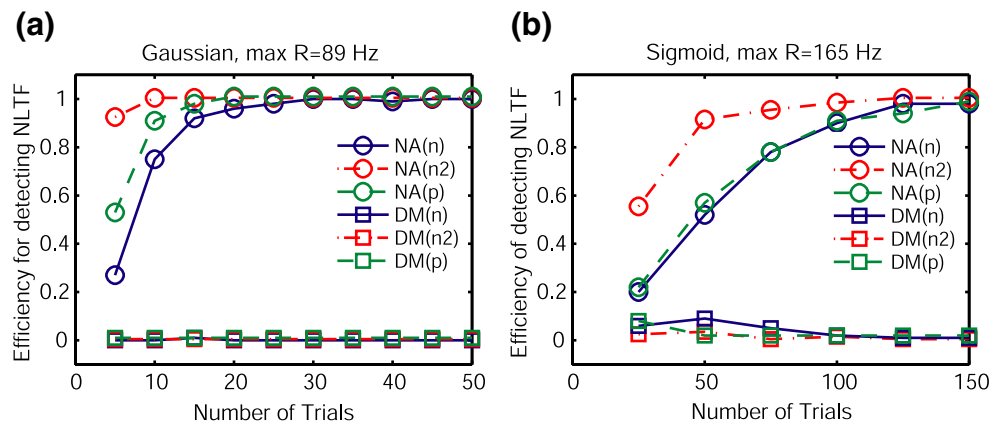 (a)
Gaussian, max R=89 Hz
Efficiency for detecting NLTF
1
0.8
0.6
0.4
0.2
0
0
10
20
30
40
50
Number of Trials
NA(n)
NA(n2)
NA(p)
DM(n)
DM(n2)
DM(p)
(b)
Sigmoid, max R=165 Hz
Efficiency of detecting NLTF
1
0.8
0.6
0.4
0.2
0
0
50
100
150
Number of Trials
NA(n)
NA(n2)
NA(p)
DM(n)
DM(n2)
DM(p)